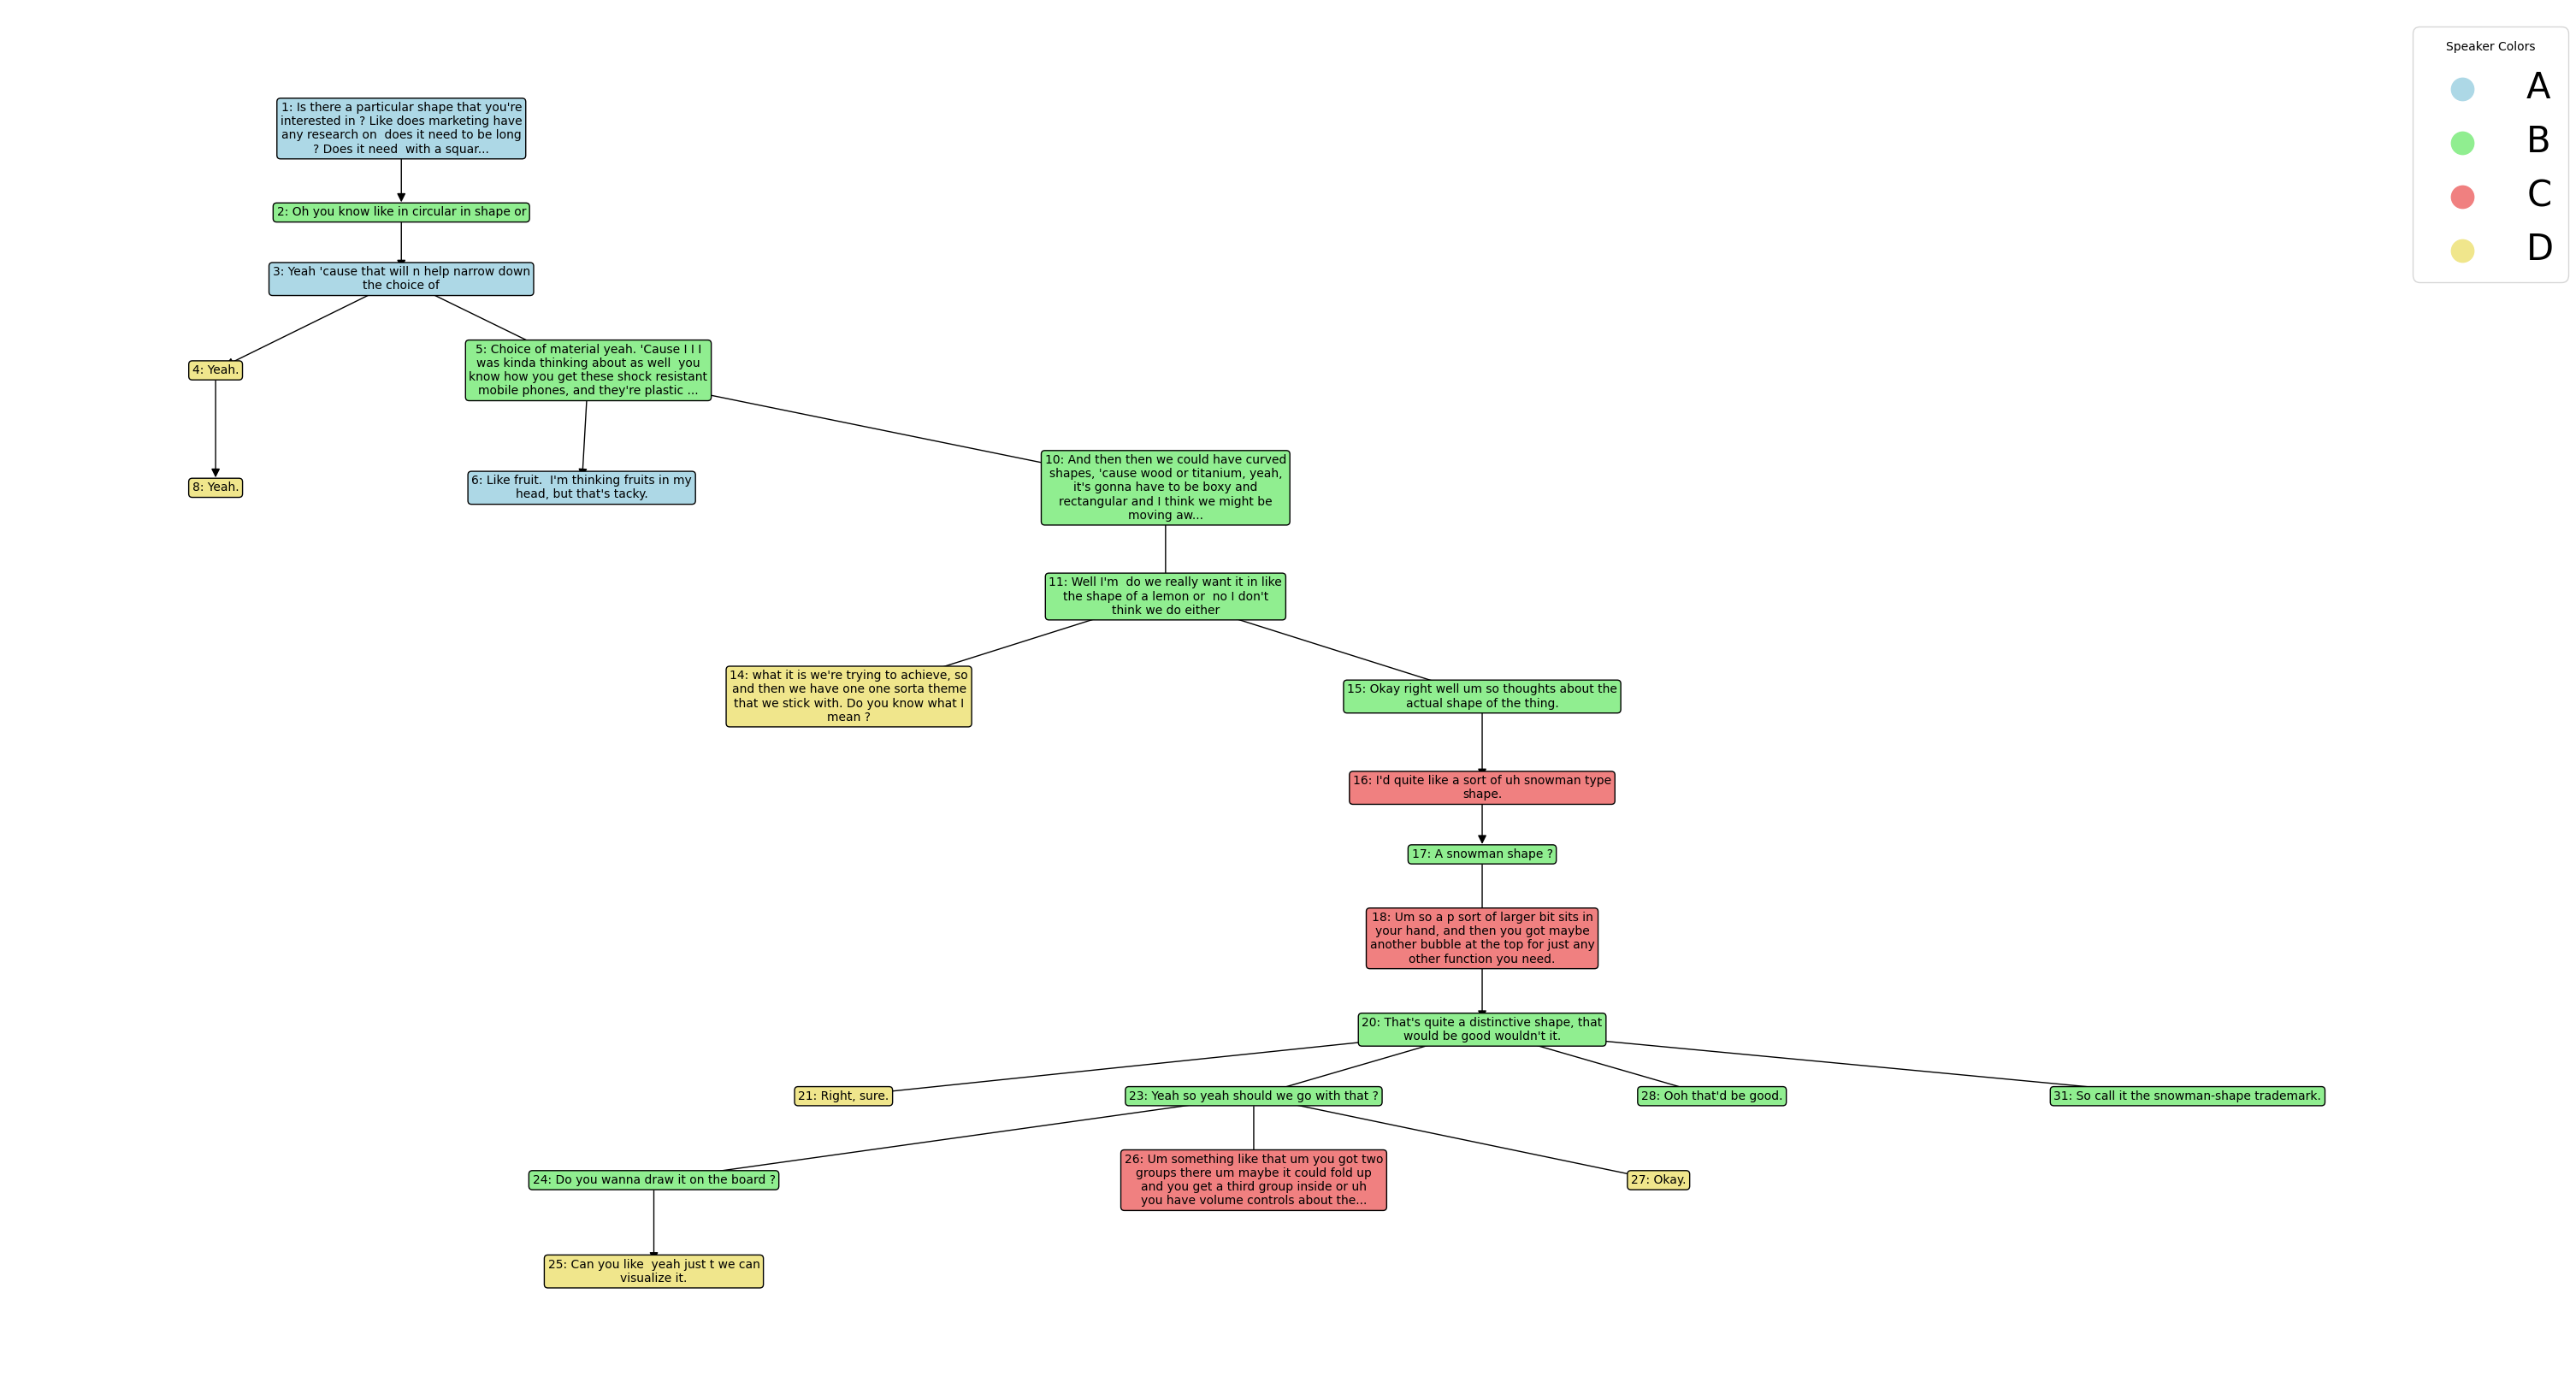 Speaker Colors
A
B
C
D
1: Is there a particular shape that you're
interested in ? Like does marketing have
any research on  does it need to be long
? Does it need  with a squar...
2: Oh you know like in circular in shape or
3: Yeah 'cause that will n help narrow down
the choice of
4: Yeah.
5: Choice of material yeah. 'Cause I I I
was kinda thinking about as well  you
know how you get these shock resistant
mobile phones, and they're plastic ...
8: Yeah.
6: Like fruit.  I'm thinking fruits in my
head, but that's tacky.
10: And then then we could have curved
shapes, 'cause wood or titanium, yeah,
it's gonna have to be boxy and
rectangular and I think we might be
moving aw...
11: Well I'm  do we really want it in like
the shape of a lemon or  no I don't
think we do either
14: what it is we're trying to achieve, so
and then we have one one sorta theme
that we stick with. Do you know what I
mean ?
15: Okay right well um so thoughts about the
actual shape of the thing.
16: I'd quite like a sort of uh snowman type
shape.
17: A snowman shape ?
18: Um so a p sort of larger bit sits in
your hand, and then you got maybe
another bubble at the top for just any
other function you need.
20: That's quite a distinctive shape, that
would be good wouldn't it.
21: Right, sure.
23: Yeah so yeah should we go with that ?
28: Ooh that'd be good.
31: So call it the snowman-shape trademark.
24: Do you wanna draw it on the board ?
26: Um something like that um you got two
groups there um maybe it could fold up
and you get a third group inside or uh
you have volume controls about the...
27: Okay.
25: Can you like  yeah just t we can
visualize it.